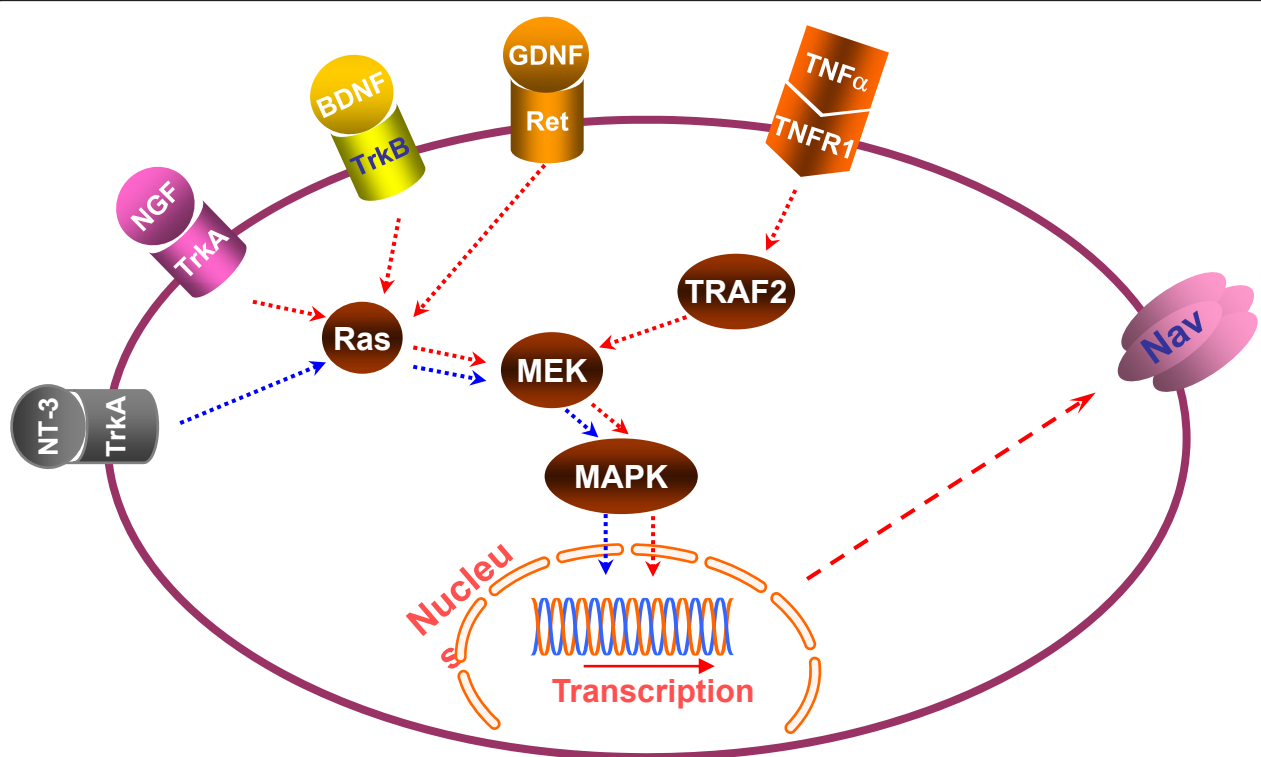 GDNF
Ret
BDNF
TrkB
TNFα
TNFR1
NGF
TrkA
TRAF2
Ras
MEK
Nav
NT-3
TrkA
MAPK
Nucleu
s
Transcription